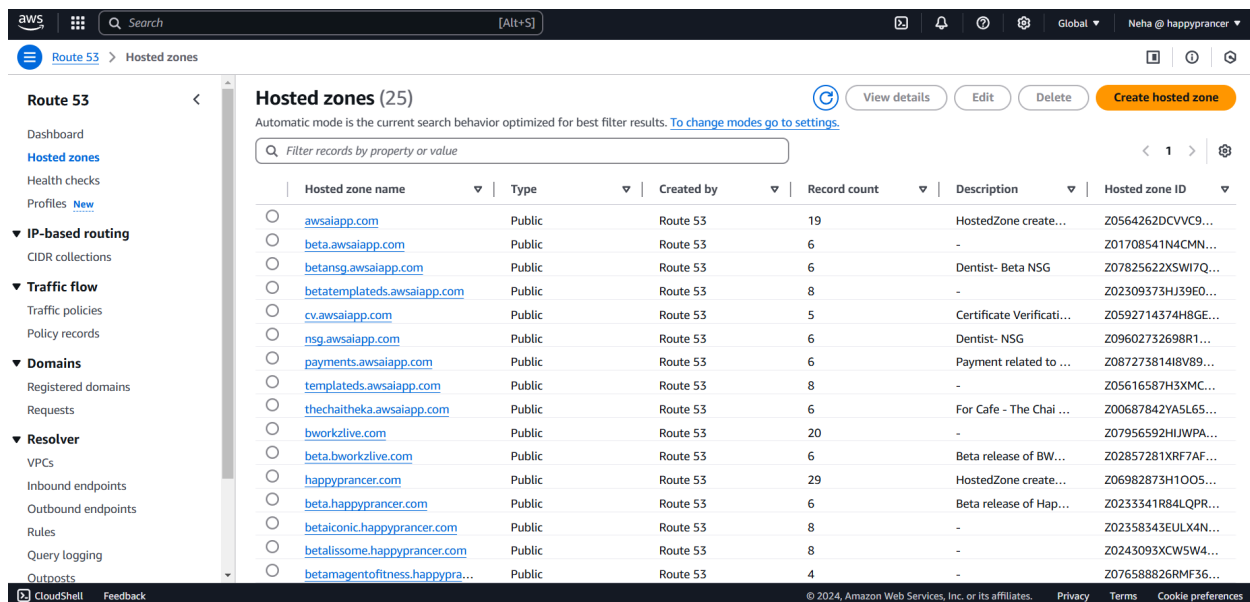 aws
Search [Alt+S]
Global ▼ Neha @ happyprancer ▼
Route 53 > Hosted zones
Route 53
Dashboard
Hosted zones
Health checks
Profiles New
▼ IP-based routing
CIDR collections
▼ Traffic flow
Traffic policies
Policy records
▼ Domains
Registered domains
Requests
▼ Resolver
VPCs
Inbound endpoints
Outbound endpoints
Rules
Query logging
Outposts
Hosted zones (25)
View details Edit Delete Create hosted zone
Automatic mode is the current search behavior optimized for best filter results. To change modes go to settings.
Filter records by property or value
< 1 >
Hosted zone name Type Created by Record count Description Hosted zone ID
awsaiapp.com Public Route 53 19 HostedZone create... Z0564262DCVVC9...
beta.awsaiapp.com Public Route 53 6 - Z01708541N4CMN...
betansg.awsaiapp.com Public Route 53 6 Dentist- Beta NSG Z07825622XSWI7Q...
betatemplateds.awsaiapp.com Public Route 53 8 - Z02309373HJ39E0...
cv.awsaiapp.com Public Route 53 5 Certificate Verificati... Z0592714374H8GE...
nsg.awsaiapp.com Public Route 53 6 Dentist- NSG Z09602732698R1...
payments.awsaiapp.com Public Route 53 6 Payment related to ... Z087273814I8V89...
templateds.awsaiapp.com Public Route 53 8 - Z05616587H3XMC...
thechaitheka.awsaiapp.com Public Route 53 6 For Cafe - The Chai ... Z00687842YA5L65...
bworkzlive.com Public Route 53 20 - Z07956592HIJWPA...
beta.bworkzlive.com Public Route 53 6 Beta release of BW... Z02857281XRF7AF...
happyprancer.com Public Route 53 29 HostedZone create... Z06982873H1OO5...
beta.happyprancer.com Public Route 53 6 Beta release of Hap... Z0233341R84LQPR...
betaiconic.happyprancer.com Public Route 53 8 - Z02358343EULX4N...
betalissome.happyprancer.com Public Route 53 8 - Z0243093XCW5W4...
betamagentofitness.happypra... Public Route 53 4 - Z076588826RMF36...
CloudShell Feedback © 2024, Amazon Web Services, Inc. or its affiliates. Privacy Terms Cookie preferences